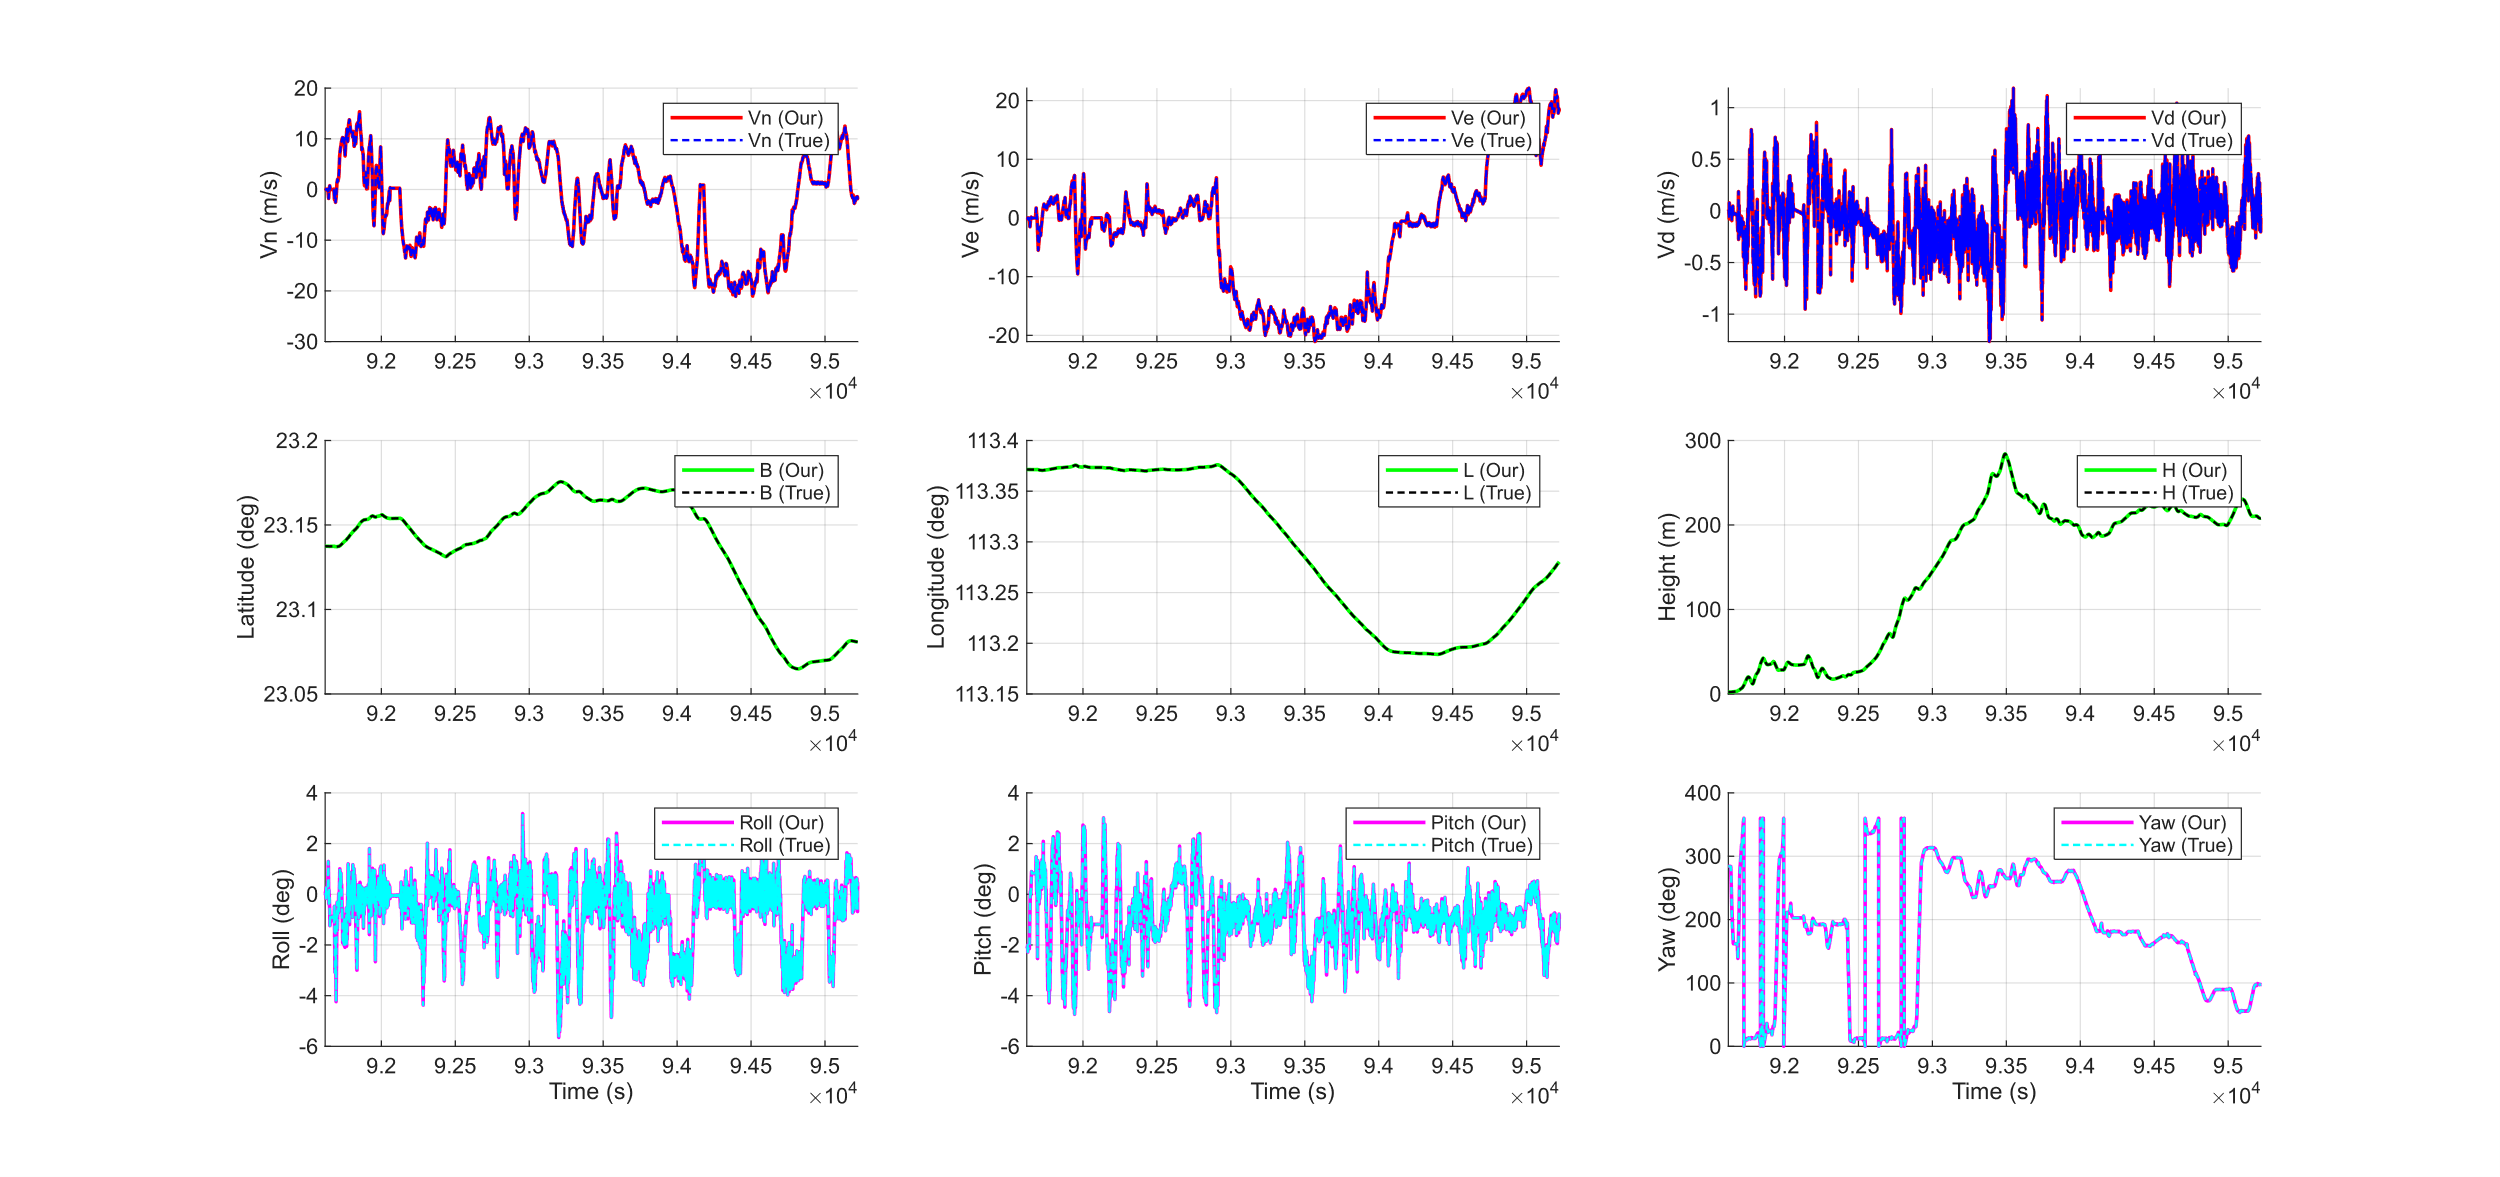 20
10
0
-10
-20
-30
Vn (m/s)
9.2 9.25 9.3 9.35 9.4 9.45 9.5
×10^4
Vn (Our)
Vn (True)
20
10
0
-10
-20
Ve (m/s)
9.2 9.25 9.3 9.35 9.4 9.45 9.5
×10^4
Ve (Our)
Ve (True)
1
0.5
0
-0.5
-1
Vd (m/s)
9.2 9.25 9.3 9.35 9.4 9.45 9.5
×10^4
Vd (Our)
Vd (True)
23.2
23.15
23.1
23.05
Latitude (deg)
9.2 9.25 9.3 9.35 9.4 9.45 9.5
×10^4
B (Our)
B (True)
113.4
113.35
113.3
113.25
113.2
113.15
Longitude (deg)
9.2 9.25 9.3 9.35 9.4 9.45 9.5
×10^4
L (Our)
L (True)
300
200
100
0
Height (m)
9.2 9.25 9.3 9.35 9.4 9.45 9.5
×10^4
H (Our)
H (True)
4
2
0
-2
-4
-6
Roll (deg)
9.2 9.25 9.3 9.35 9.4 9.45 9.5
Time (s)
×10^4
Roll (Our)
Roll (True)
4
2
0
-2
-4
-6
Pitch (deg)
9.2 9.25 9.3 9.35 9.4 9.45 9.5
Time (s)
×10^4
Pitch (Our)
Pitch (True)
400
300
200
100
0
Yaw (deg)
9.2 9.25 9.3 9.35 9.4 9.45 9.5
Time (s)
×10^4
Yaw (Our)
Yaw (True)